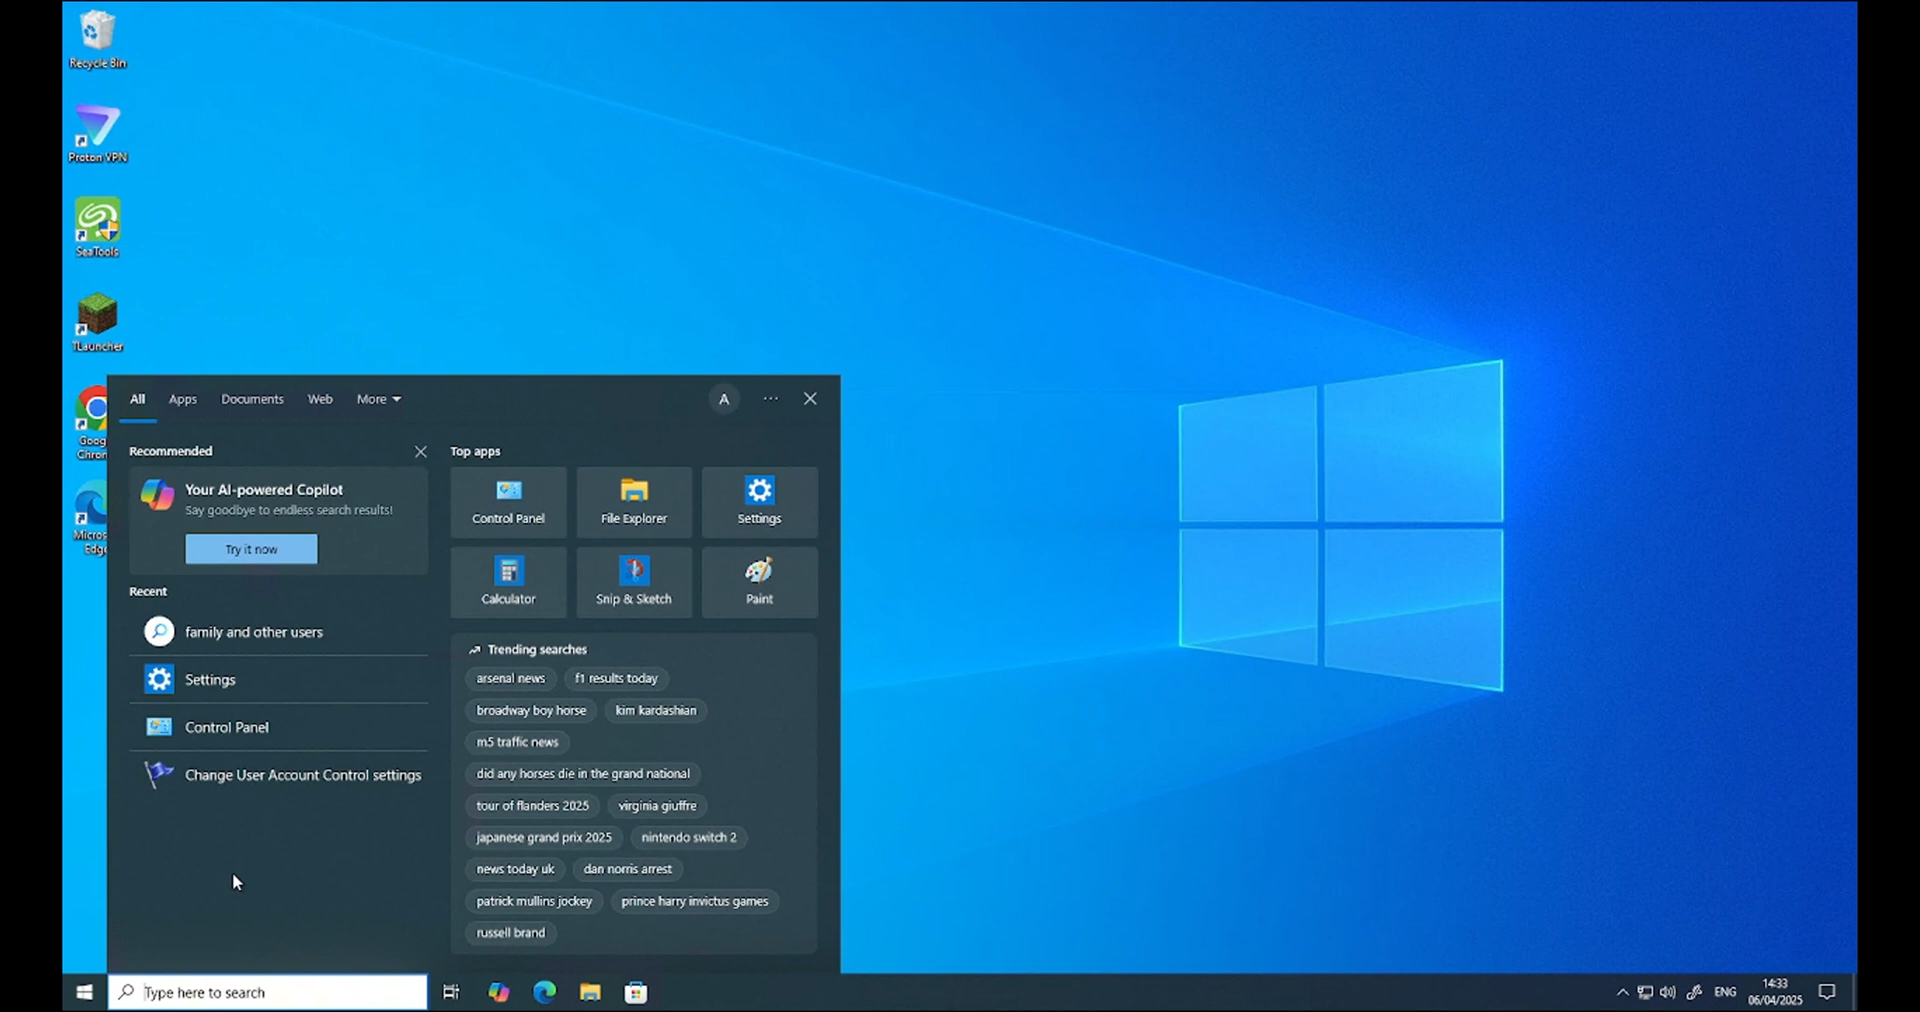 Recycle Bin
Proton VPN
SeaTools
TLauncher
Goog
Chron
Micros
Edge
All
Apps
Documents
Web
More
A
Recommended
Your AI-powered Copilot
Say goodbye to endless search results!
Try it now
Recent
family and other users
Settings
Control Panel
Change User Account Control settings
Top apps
Control Panel
File Explorer
Settings
Calculator
Snip & Sketch
Paint
Trending searches
arsenal news
f1 results today
broadway boy horse
kim kardashian
m5 traffic news
did any horses die in the grand national
tour of flanders 2025
virginia giuffre
japanese grand prix 2025
nintendo switch 2
news today uk
dan norris arrest
patrick mullins jockey
prince harry invictus games
russell brand
Type here to search
ENG
14:33
06/04/2025